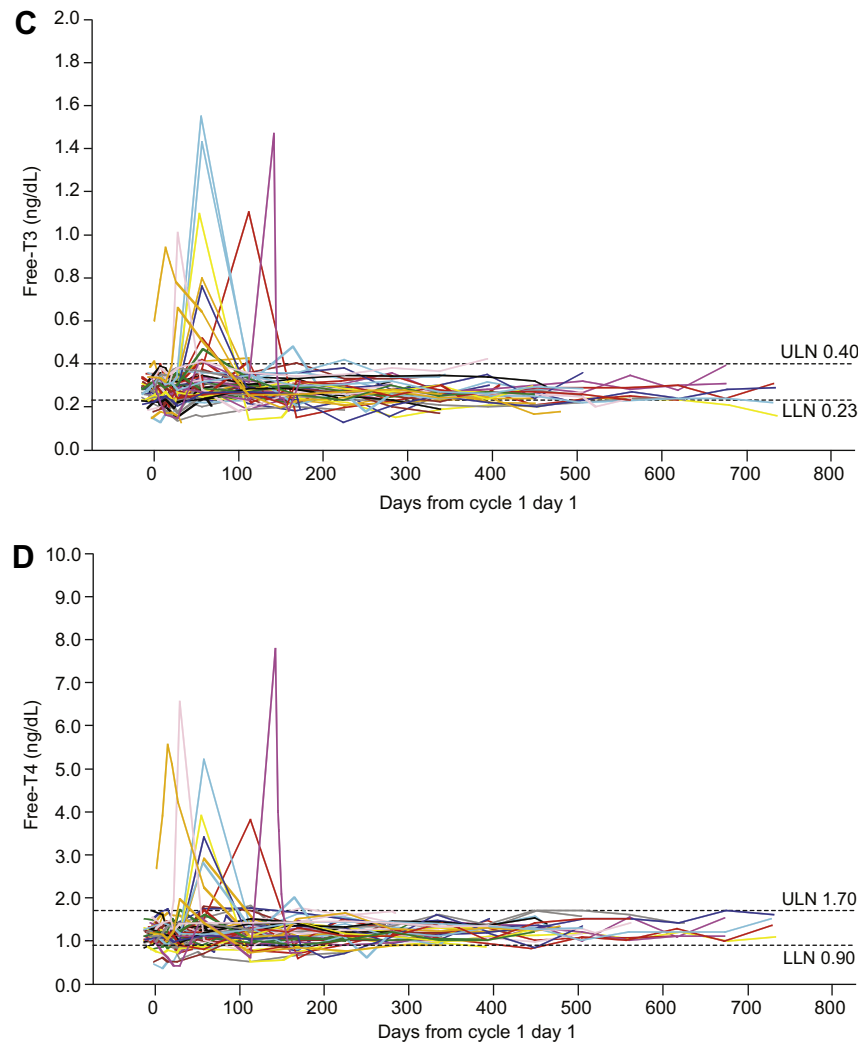 C
2.0
1.8
1.6
1.4
1.2
1.0
0.8
0.6
0.4
0.2
0.0
Free-T3 (ng/dL)
ULN 0.40
LLN 0.23
0 100 200 300 400 500 600 700 800
Days from cycle 1 day 1
D
10.0
9.0
8.0
7.0
6.0
5.0
4.0
3.0
2.0
1.0
0.0
Free-T4 (ng/dL)
ULN 1.70
LLN 0.90
0 100 200 300 400 500 600 700 800
Days from cycle 1 day 1